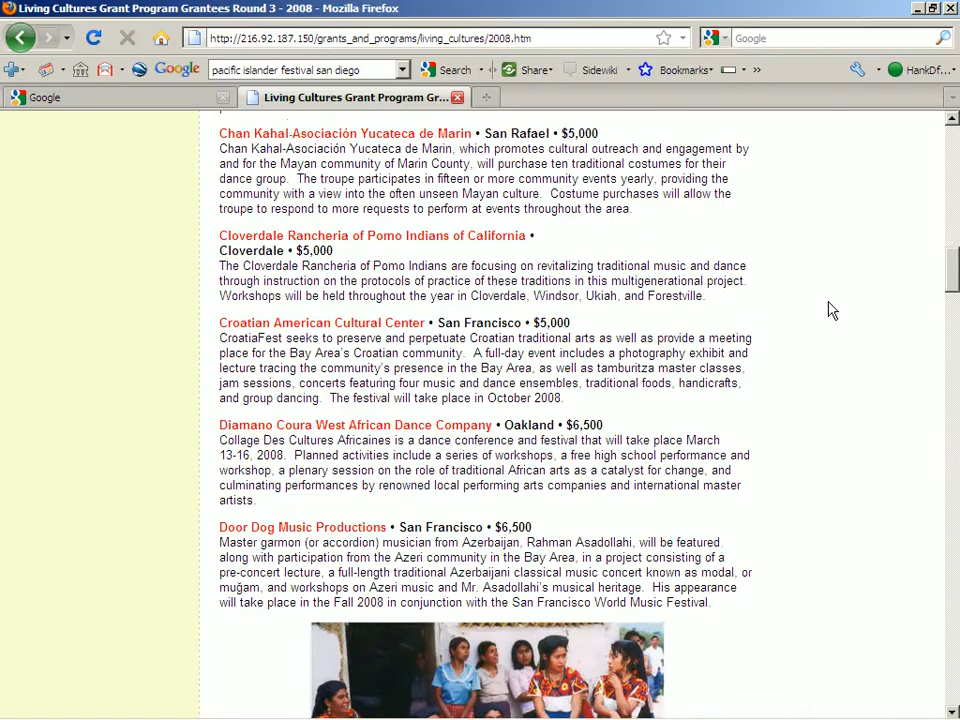 Living Cultures Grant Program Grantees Round 3 - 2008 - Mozilla Firefox
http://216.92.187.150/grants_and_programs/living_cultures/2008.htm
Google
Google
pacific islander festival san diego
Search
Share
Sidewiki
Bookmarks
»
HankDf...
Google
Living Cultures Grant Program Gr...
Chan Kahal-Asociación Yucateca de Marin • San Rafael • $5,000
Chan Kahal-Asociación Yucateca de Marin, which promotes cultural outreach and engagement by
and for the Mayan community of Marin County, will purchase ten traditional costumes for their
dance group. The troupe participates in fifteen or more community events yearly, providing the
community with a view into the often unseen Mayan culture. Costume purchases will allow the
troupe to respond to more requests to perform at events throughout the area.
Cloverdale Rancheria of Pomo Indians of California •
Cloverdale • $5,000
The Cloverdale Rancheria of Pomo Indians are focusing on revitalizing traditional music and dance
through instruction on the protocols of practice of these traditions in this multigenerational project.
Workshops will be held throughout the year in Cloverdale, Windsor, Ukiah, and Forestville.
Croatian American Cultural Center • San Francisco • $5,000
CroatiaFest seeks to preserve and perpetuate Croatian traditional arts as well as provide a meeting
place for the Bay Area's Croatian community. A full-day event includes a photography exhibit and
lecture tracing the community's presence in the Bay Area, as well as tamburitza master classes,
jam sessions, concerts featuring four music and dance ensembles, traditional foods, handicrafts,
and group dancing. The festival will take place in October 2008.
Diamano Coura West African Dance Company • Oakland • $6,500
Collage Des Cultures Africaines is a dance conference and festival that will take place March
13-16, 2008. Planned activities include a series of workshops, a free high school performance and
workshop, a plenary session on the role of traditional African arts as a catalyst for change, and
culminating performances by renowned local performing arts companies and international master
artists.
Door Dog Music Productions • San Francisco • $6,500
Master garmon (or accordion) musician from Azerbaijan, Rahman Asadollahi, will be featured.
along with participation from the Azeri community in the Bay Area, in a project consisting of a
pre-concert lecture, a full-length traditional Azerbaijani classical music concert known as modal, or
muğam, and workshops on Azeri music and Mr. Asadollahi's musical heritage. His appearance
will take place in the Fall 2008 in conjunction with the San Francisco World Music Festival.